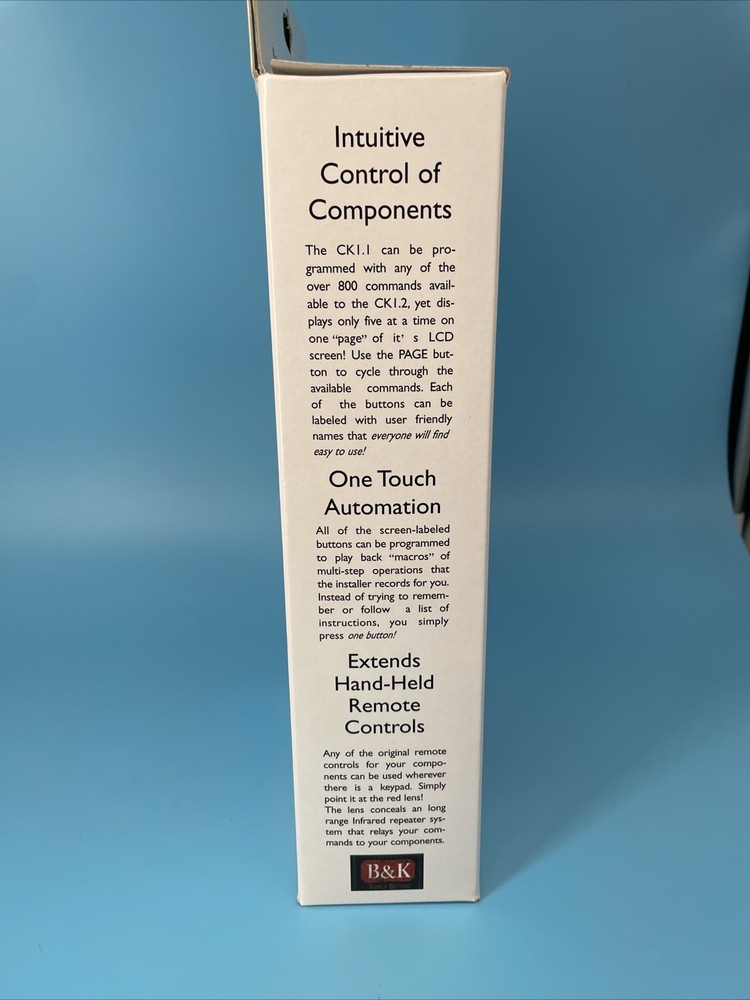 Intuitive
Control of
Components
The CK1.1 can be pro-
grammed with any of the
over 800 commands avail-
able to the CK1.2, yet dis-
plays only five at a time on
one “page” of it’ s LCD
screen! Use the PAGE but-
ton to cycle through the
available commands. Each
of the buttons can be
labeled with user friendly
names that everyone will find
easy to use!
One Touch
Automation
All of the screen-labeled
buttons can be programmed
to play back “macros” of
multi-step operations that
the installer records for you.
Instead of trying to remem-
ber or follow a list of
instructions, you simply
press one button!
Extends
Hand-Held
Remote
Controls
Any of the original remote
controls for your compo-
nents can be used wherever
there is a keypad. Simply
point it at the red lens!
The lens conceals an long
range Infrared repeater sys-
tem that relays your com-
mands to your components.
B&K
Simply Better!